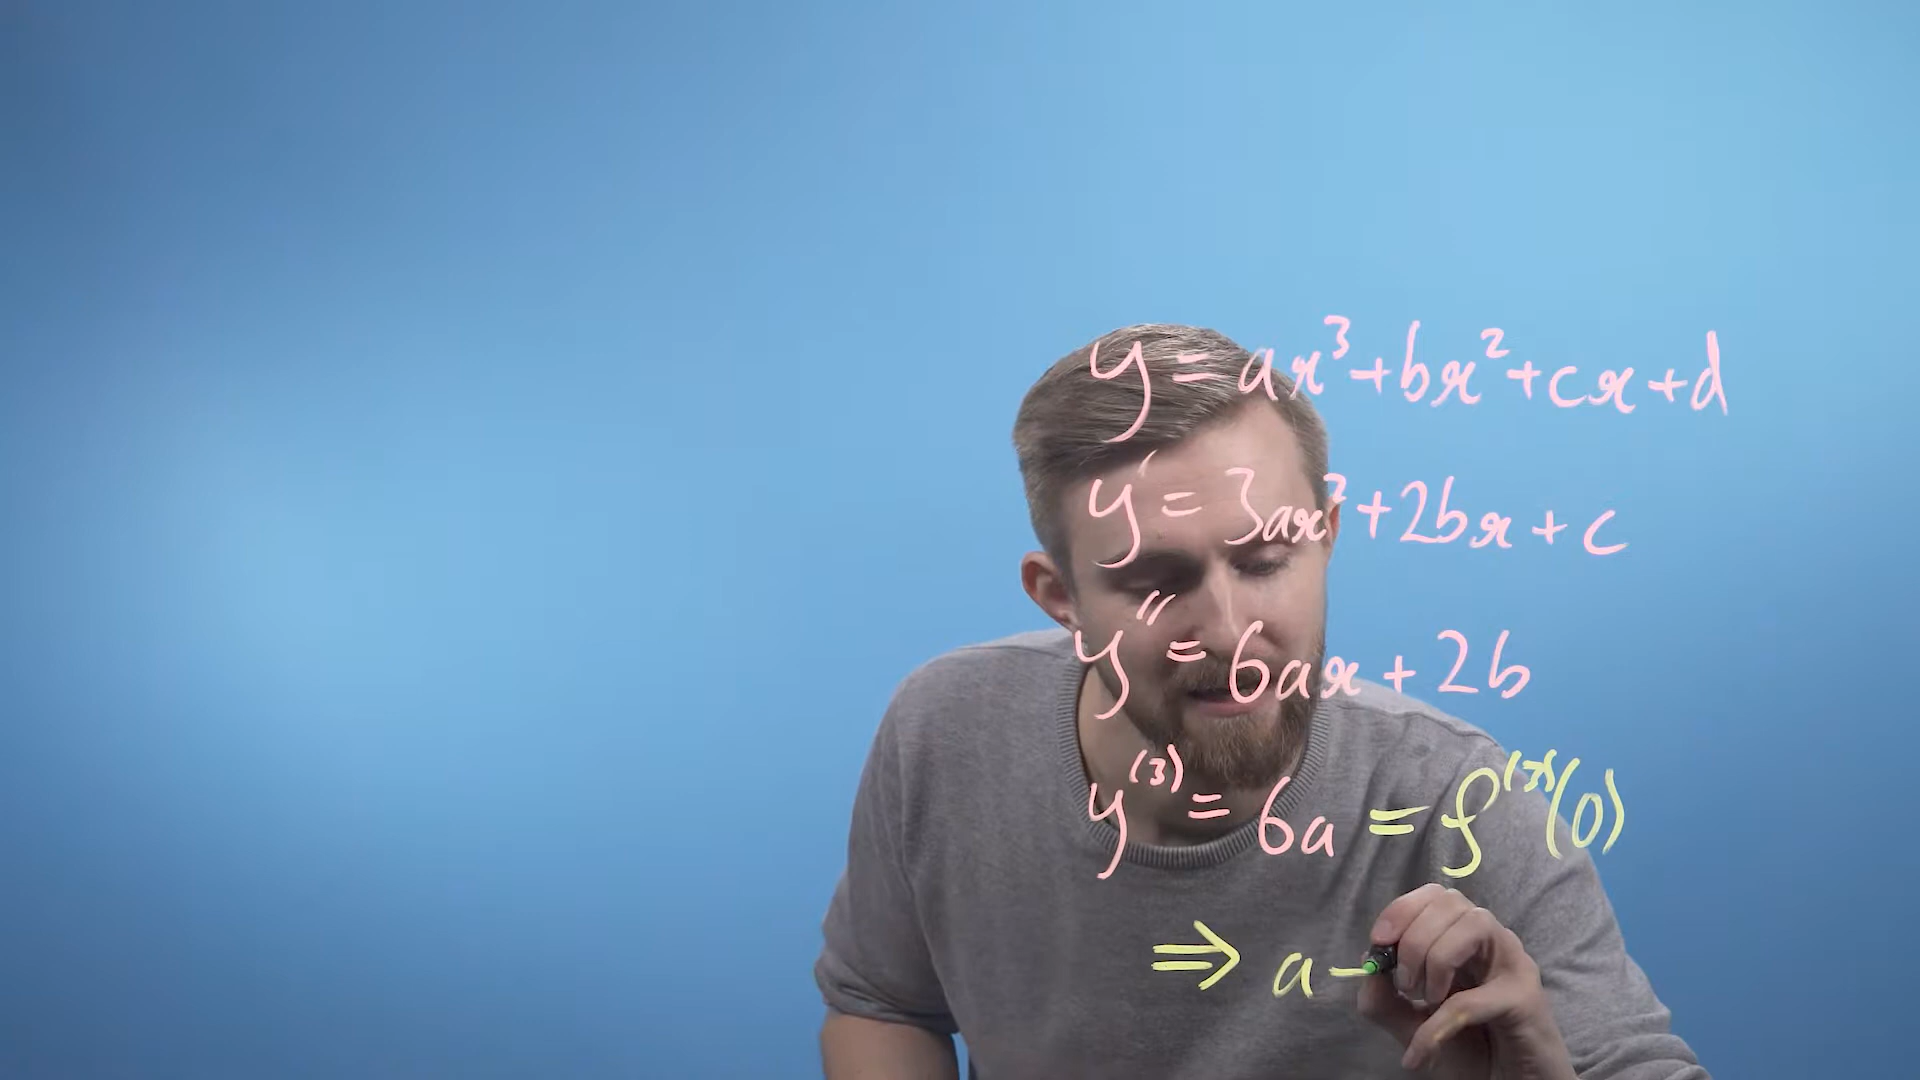 y = ax³ + bx² + cx + d
y' = 3ax² + 2bx + c
y'' = 6ax + 2b
y⁽³⁾ = 6a = f⁽³⁾(0)
⇒ a –